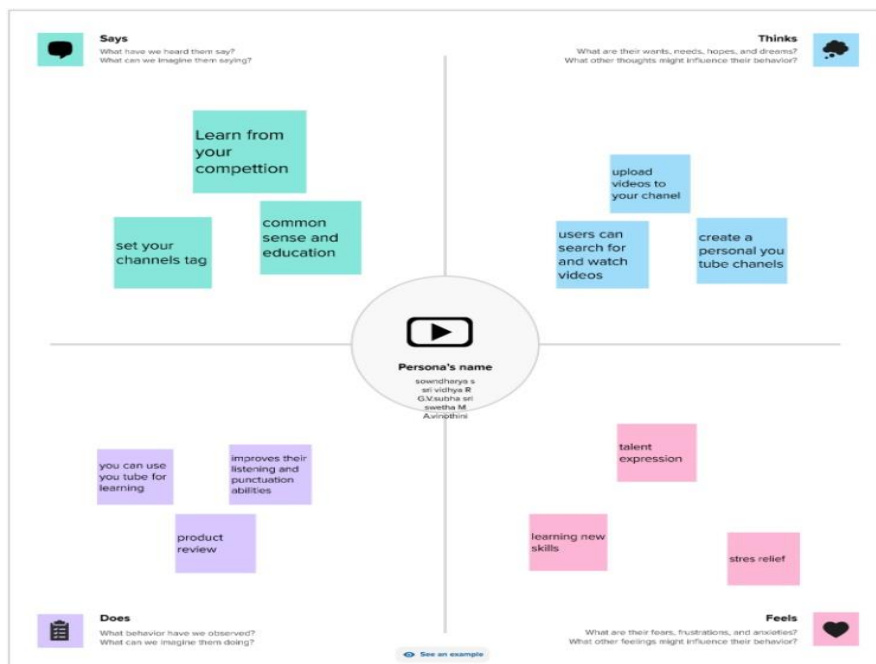 Says
What have we heard them say?
What can we imagine them saying?
Thinks
What are their wants, needs, hopes, and dreams?
What other thoughts might influence their behavior?
Learn from
your
compettion
set your
channels tag
common
sense and
education
upload
videos to
your chanel
users can
search for
and watch
videos
create a
personal you
tube chanels
Persona's name
sowndharya s
sri vidhya R
G.V.subha sri
swetha M
A.vinothini
you can use
you tube for
learning
improves their
listening and
punctuation
abilities
product
review
talent
expression
learning new
skills
stres relief
Does
What behavior have we observed?
What can we imagine them doing?
Feels
What are their fears, frustrations, and anxieties?
What other feelings might influence their behavior?
See an example